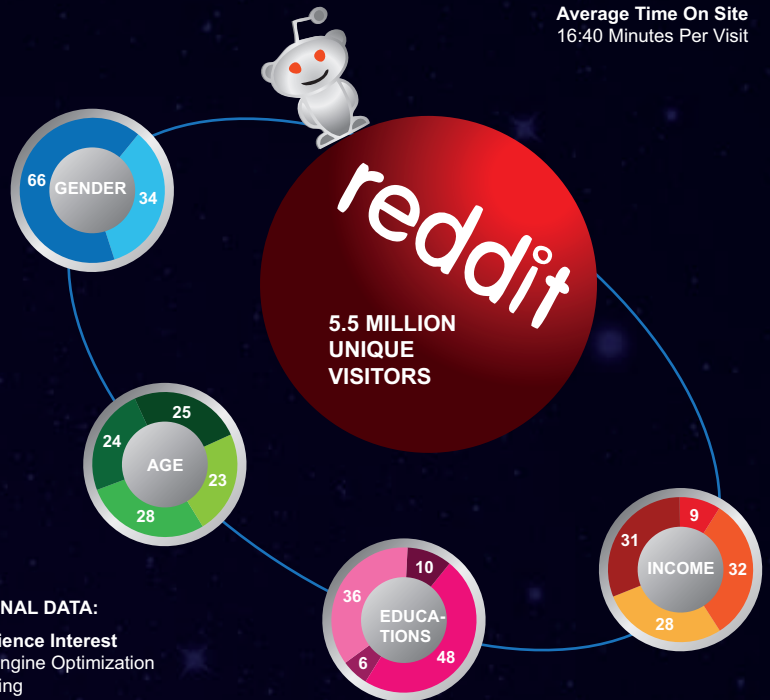 Average Time On Site
16:40 Minutes Per Visit
reddit
5.5 MILLION
UNIQUE
VISITORS
66
GENDER
34
25
24
AGE
23
28
10
36
EDUCA-
TIONS
6
48
9
31
INCOME
32
28
NAL DATA:
ience Interest
ngine Optimization
ing